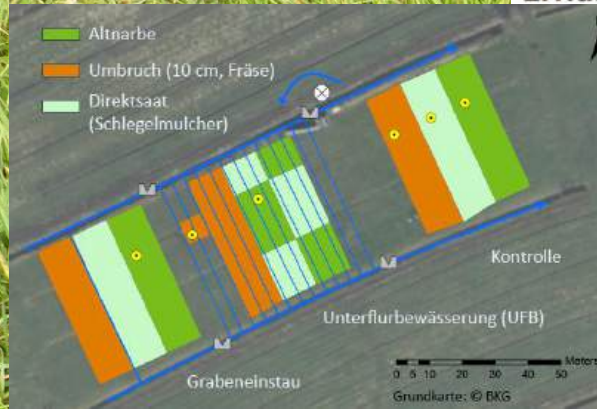 Altnarbe
Umbruch (10 cm, Fräse)
Direktsaat
(Schlegelmulcher)
Kontrolle
Unterflurbewässerung (UFB)
Grabeneinstau
0 5 10 20 30 40 50
Grundkarte: © BKG